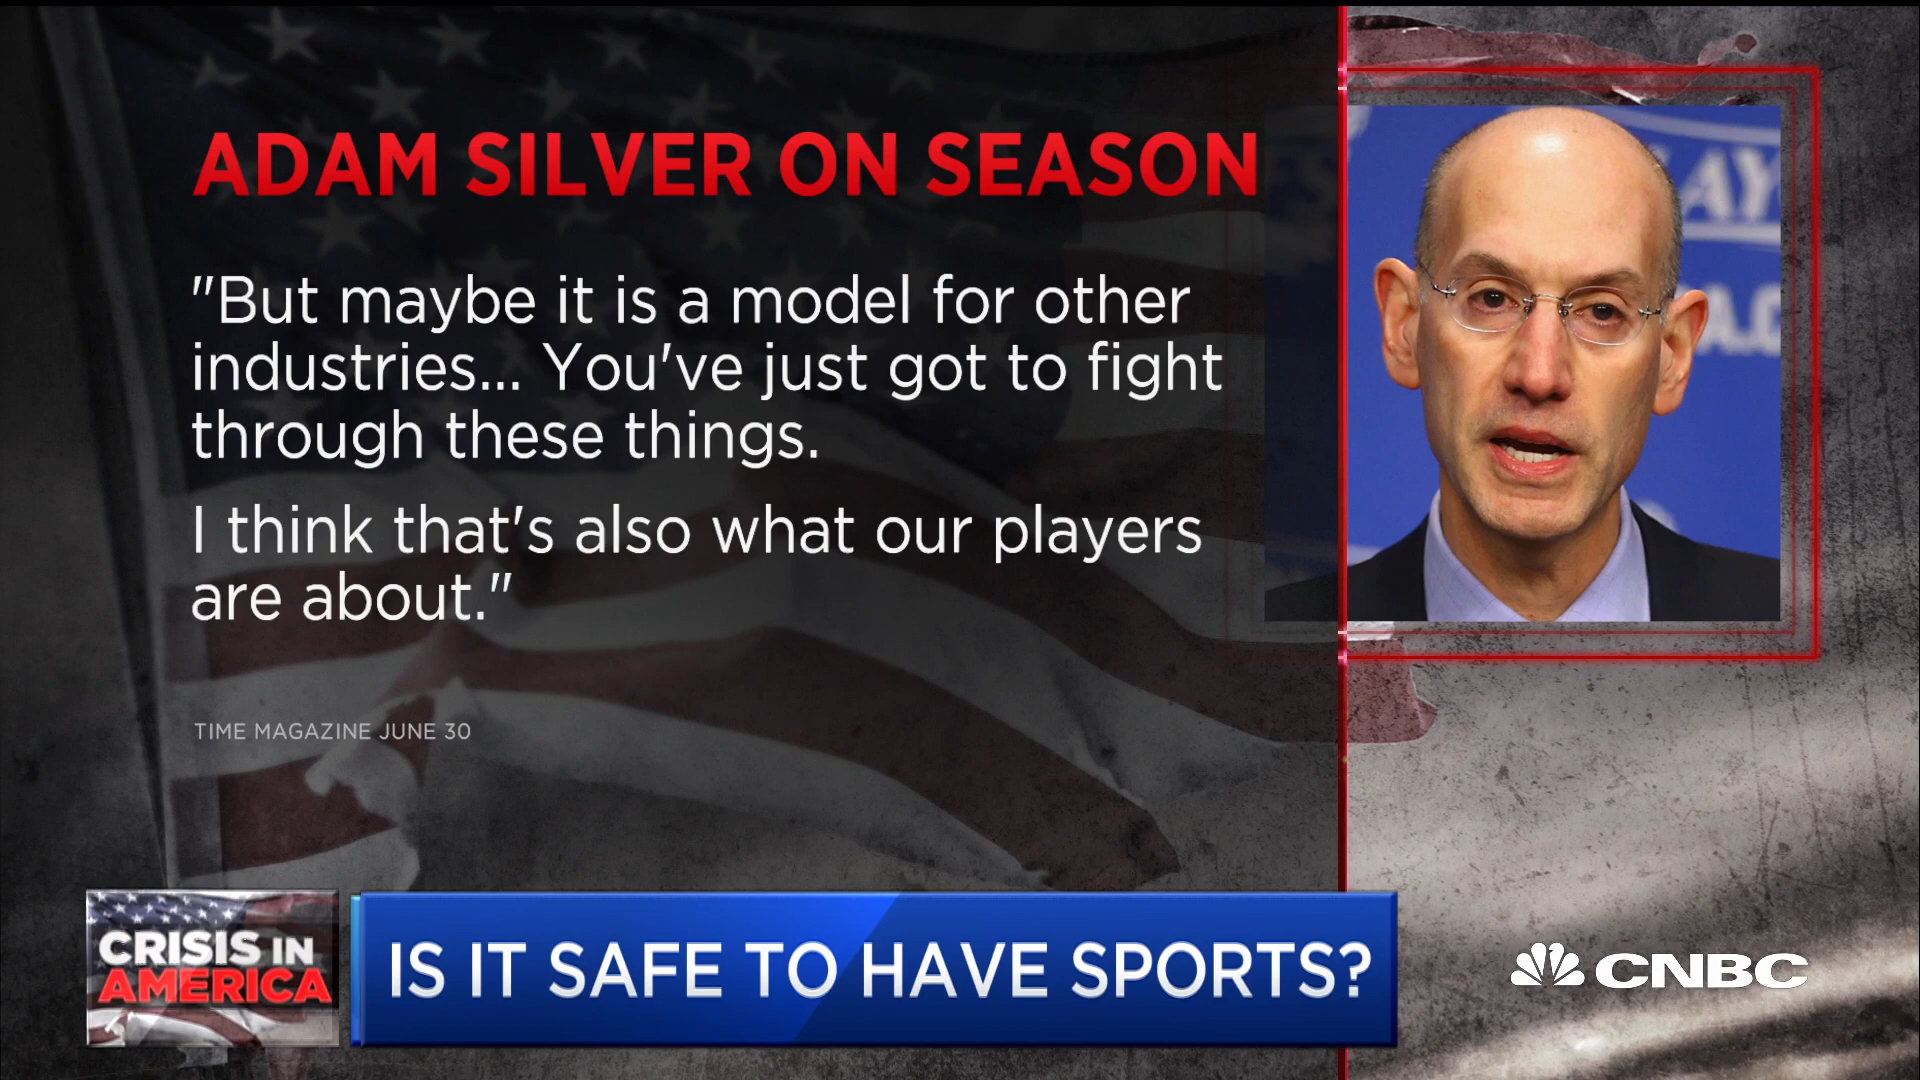 ADAM SILVER ON SEASON
"But maybe it is a model for other
industries... You've just got to fight
through these things.
I think that's also what our players
are about."
TIME MAGAZINE JUNE 30
CRISIS IN
AMERICA
IS IT SAFE TO HAVE SPORTS?
CNBC